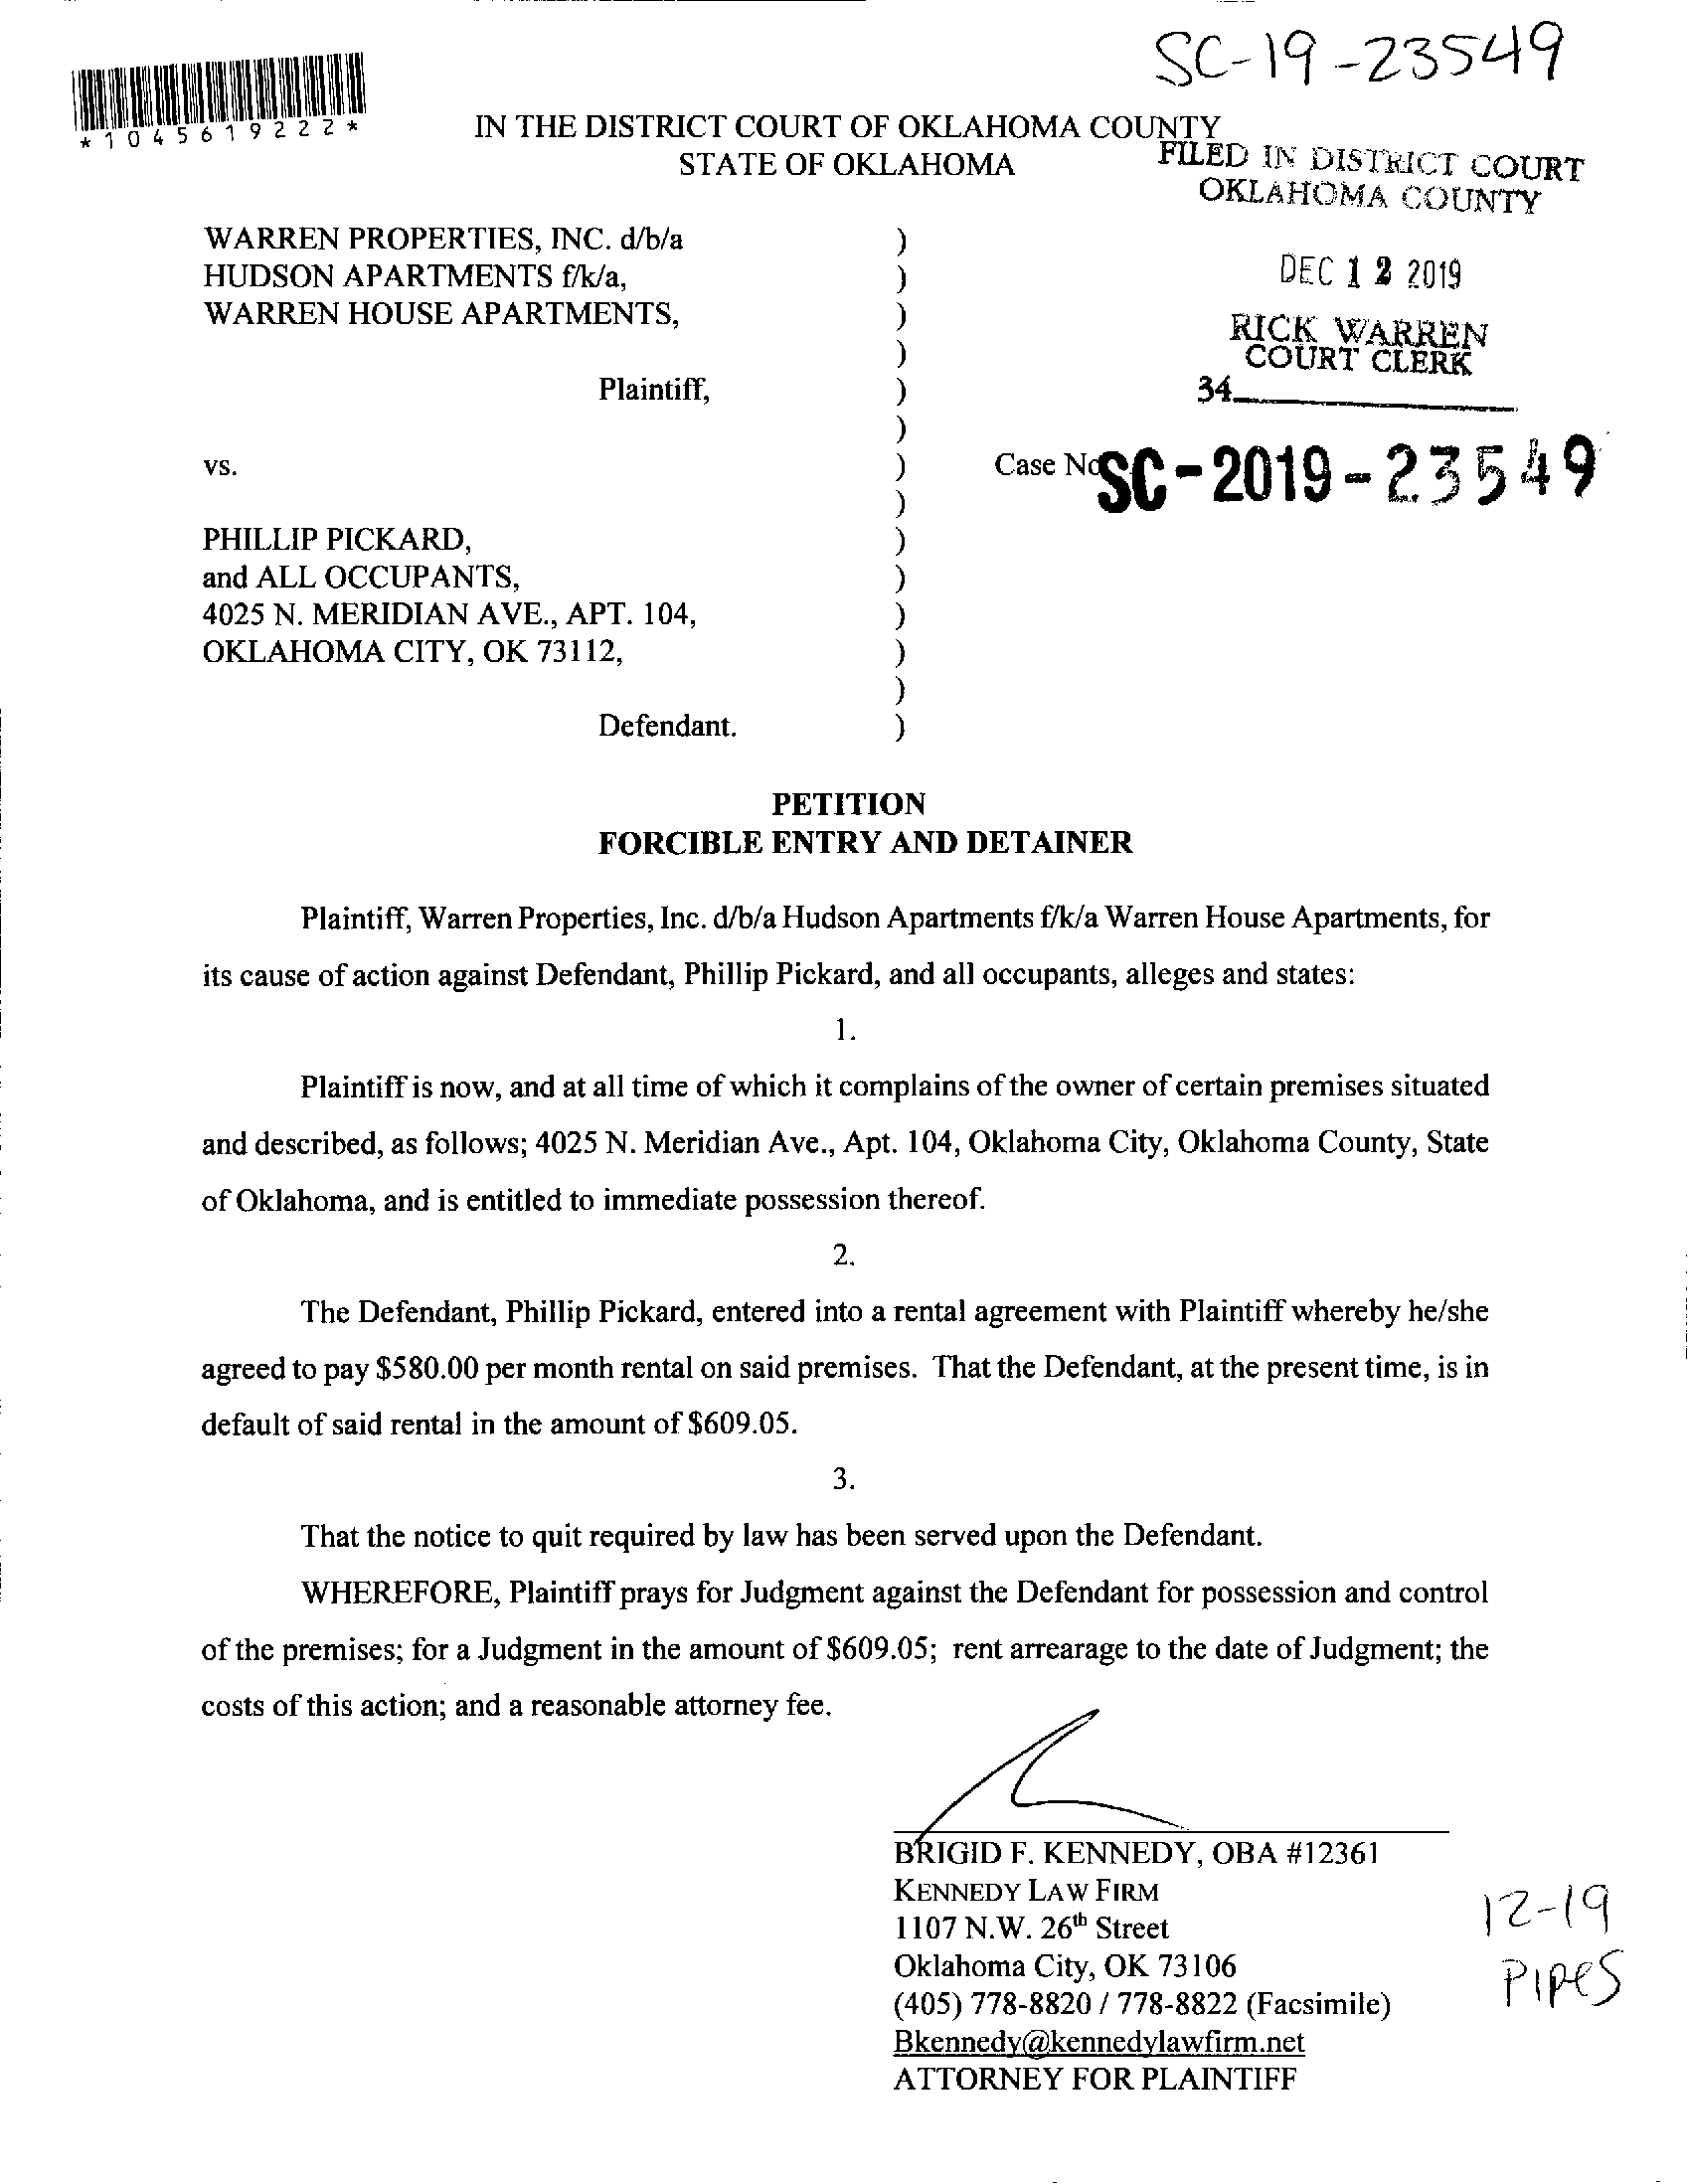 SC-19-23549
*1045619222*
IN THE DISTRICT COURT OF OKLAHOMA COUNTY
STATE OF OKLAHOMA
FILED IN DISTRICT COURT
OKLAHOMA COUNTY
DEC 12 2019
RICK WARREN
COURT CLERK
34
WARREN PROPERTIES, INC. d/b/a )
HUDSON APARTMENTS f/k/a, )
WARREN HOUSE APARTMENTS, )
)
Plaintiff, )
)
vs. ) Case No SC-2019-23549
)
PHILLIP PICKARD, )
and ALL OCCUPANTS, )
4025 N. MERIDIAN AVE., APT. 104, )
OKLAHOMA CITY, OK 73112, )
)
Defendant. )
PETITION
FORCIBLE ENTRY AND DETAINER
Plaintiff, Warren Properties, Inc. d/b/a Hudson Apartments f/k/a Warren House Apartments, for
its cause of action against Defendant, Phillip Pickard, and all occupants, alleges and states:
1.
Plaintiff is now, and at all time of which it complains of the owner of certain premises situated
and described, as follows; 4025 N. Meridian Ave., Apt. 104, Oklahoma City, Oklahoma County, State
of Oklahoma, and is entitled to immediate possession thereof.
2.
The Defendant, Phillip Pickard, entered into a rental agreement with Plaintiff whereby he/she
agreed to pay $580.00 per month rental on said premises. That the Defendant, at the present time, is in
default of said rental in the amount of $609.05.
3.
That the notice to quit required by law has been served upon the Defendant.
WHEREFORE, Plaintiff prays for Judgment against the Defendant for possession and control
of the premises; for a Judgment in the amount of $609.05; rent arrearage to the date of Judgment; the
costs of this action; and a reasonable attorney fee.
BRIGID F. KENNEDY, OBA #12361
KENNEDY LAW FIRM
1107 N.W. 26th Street
Oklahoma City, OK 73106
(405) 778-8820 / 778-8822 (Facsimile)
Bkennedy@kennedylawfirm.net
ATTORNEY FOR PLAINTIFF
12-19
PIPES